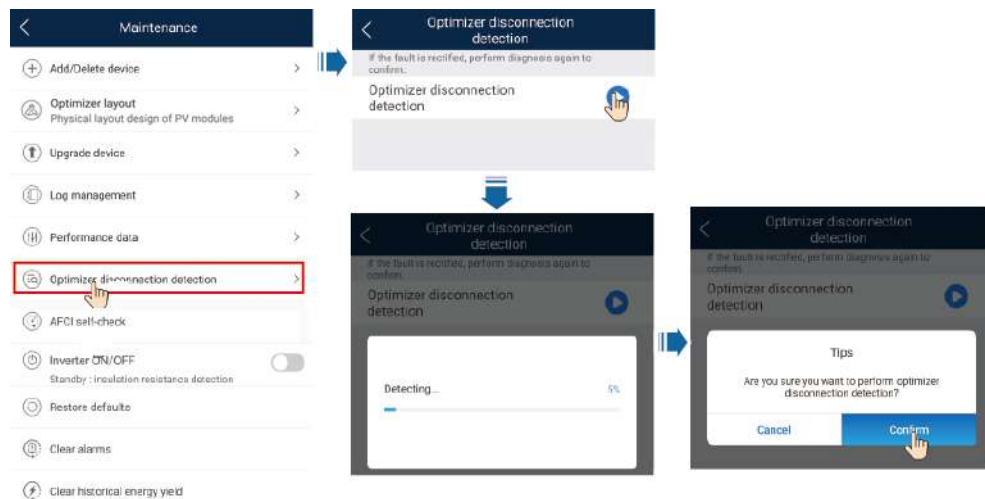 Maintenance
Add/Delete device
Optimizer layout
Physical layout design of PV modules
Upgrade device
Log management
Performance data
Optimizer disconnection detection
AFCI self-check
Inverter ON/OFF
Standby : insulation resistance detection
Restore defaults
Clear alarms
Clear historical energy yield
Optimizer disconnection
detection
If the fault is rectified, perform diagnosis again to
confirm.
Optimizer disconnection
detection
Optimizer disconnection
detection
If the fault is rectified, perform diagnosis again to
confirm.
Optimizer disconnection
detection
Detecting...
5%
Optimizer disconnection
detection
If the fault is rectified, perform diagnosis again to
confirm.
Optimizer disconnection
detection
Tips
Are you sure you want to perform optimizer
disconnection detection?
Cancel
Confirm